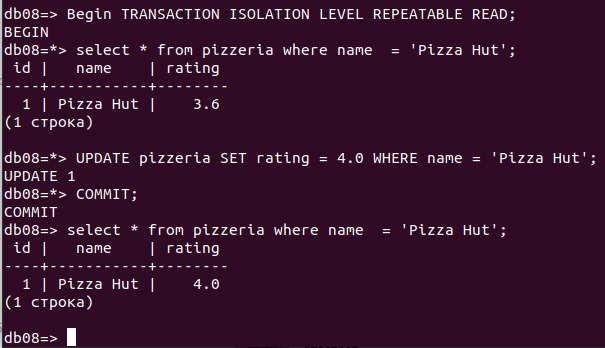 db08=> Begin TRANSACTION ISOLATION LEVEL REPEATABLE READ;
BEGIN
db08=*> select * from pizzeria where name  = 'Pizza Hut';
 id |   name    | rating
----+-----------+--------
  1 | Pizza Hut |    3.6
(1 строка)

db08=*> UPDATE pizzeria SET rating = 4.0 WHERE name = 'Pizza Hut';
UPDATE 1
db08=*> COMMIT;
COMMIT
db08=> select * from pizzeria where name  = 'Pizza Hut';
 id |   name    | rating
----+-----------+--------
  1 | Pizza Hut |    4.0
(1 строка)

db08=>